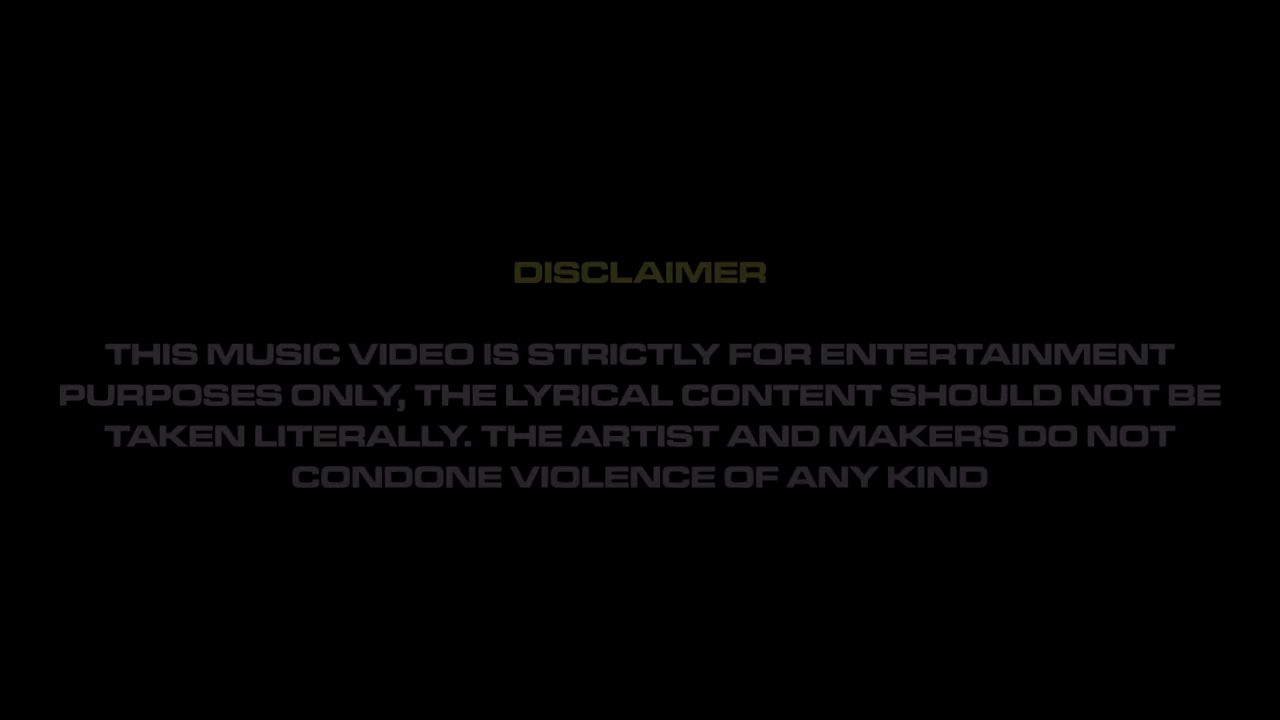 DISCLAIMER
THIS MUSIC VIDEO IS STRICTLY FOR ENTERTAINMENT
PURPOSES ONLY, THE LYRICAL CONTENT SHOULD NOT BE
TAKEN LITERALLY. THE ARTIST AND MAKERS DO NOT
CONDONE VIOLENCE OF ANY KIND